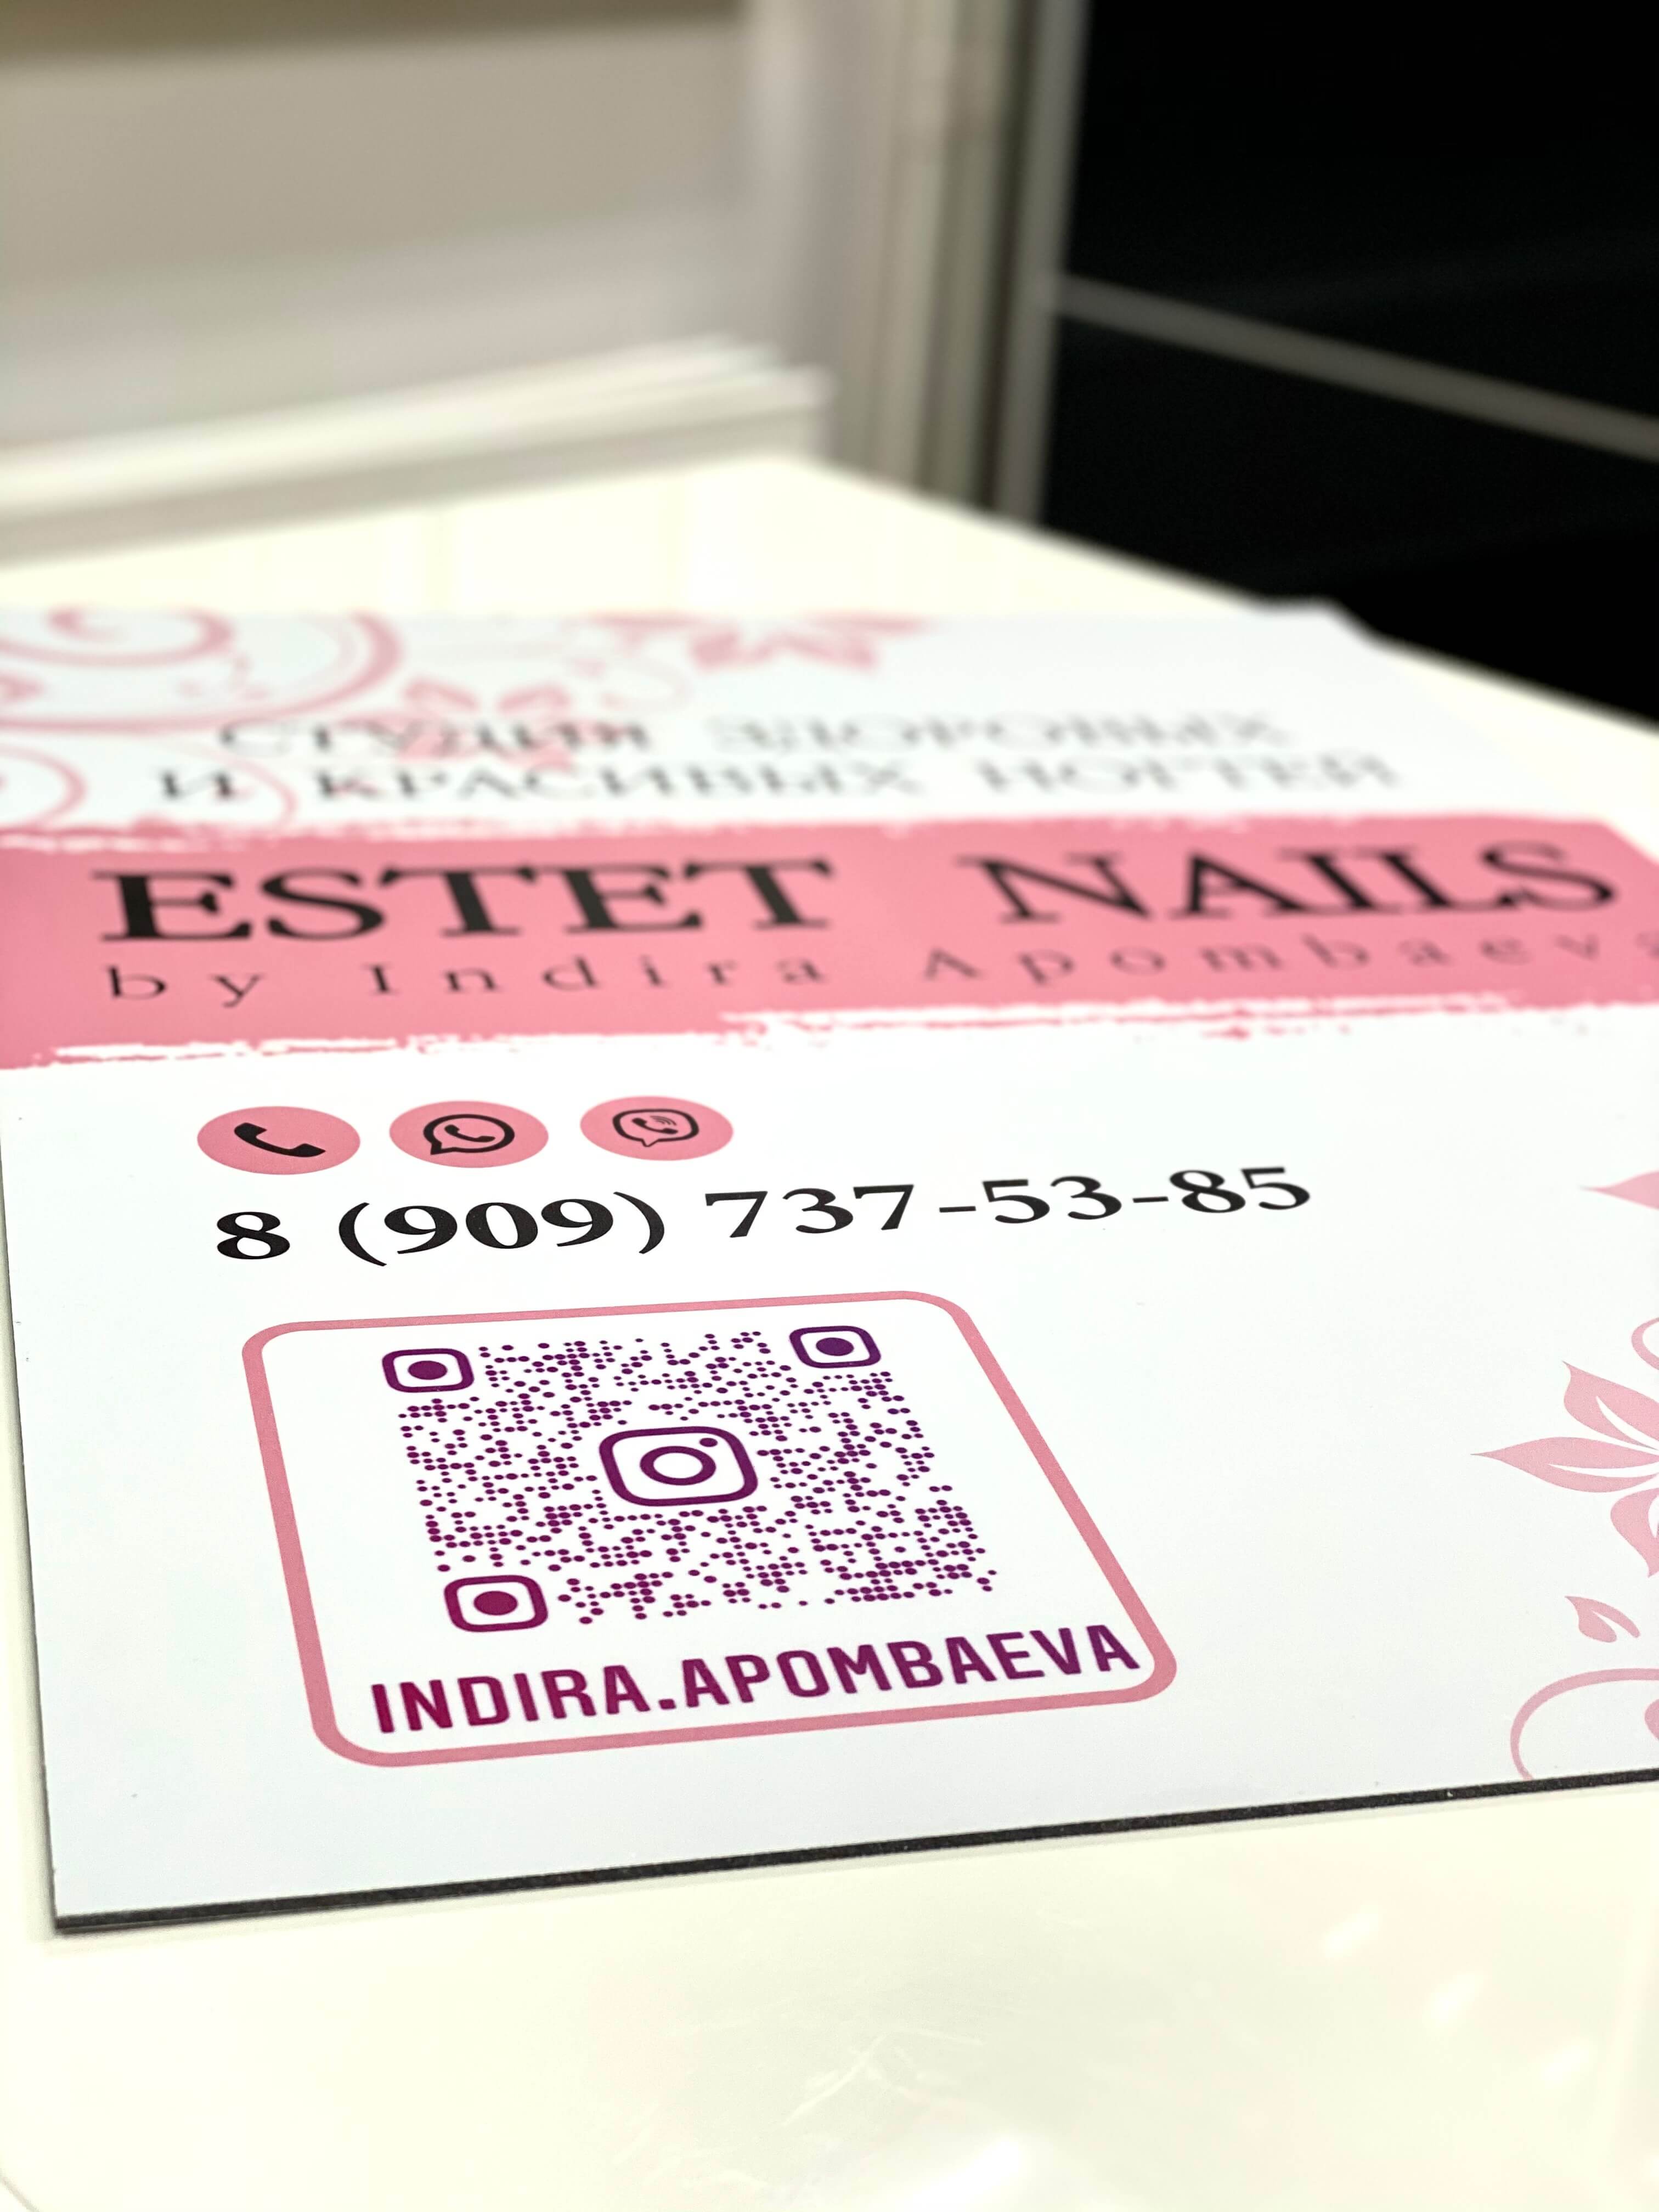 СТУДИЯ ЗДОРОВЫХ
И КРАСИВЫХ НОГТЕЙ
ESTET NAILS
by Indira Apombaeva
8 (909) 737-53-85
INDIRA.APOMBAEVA